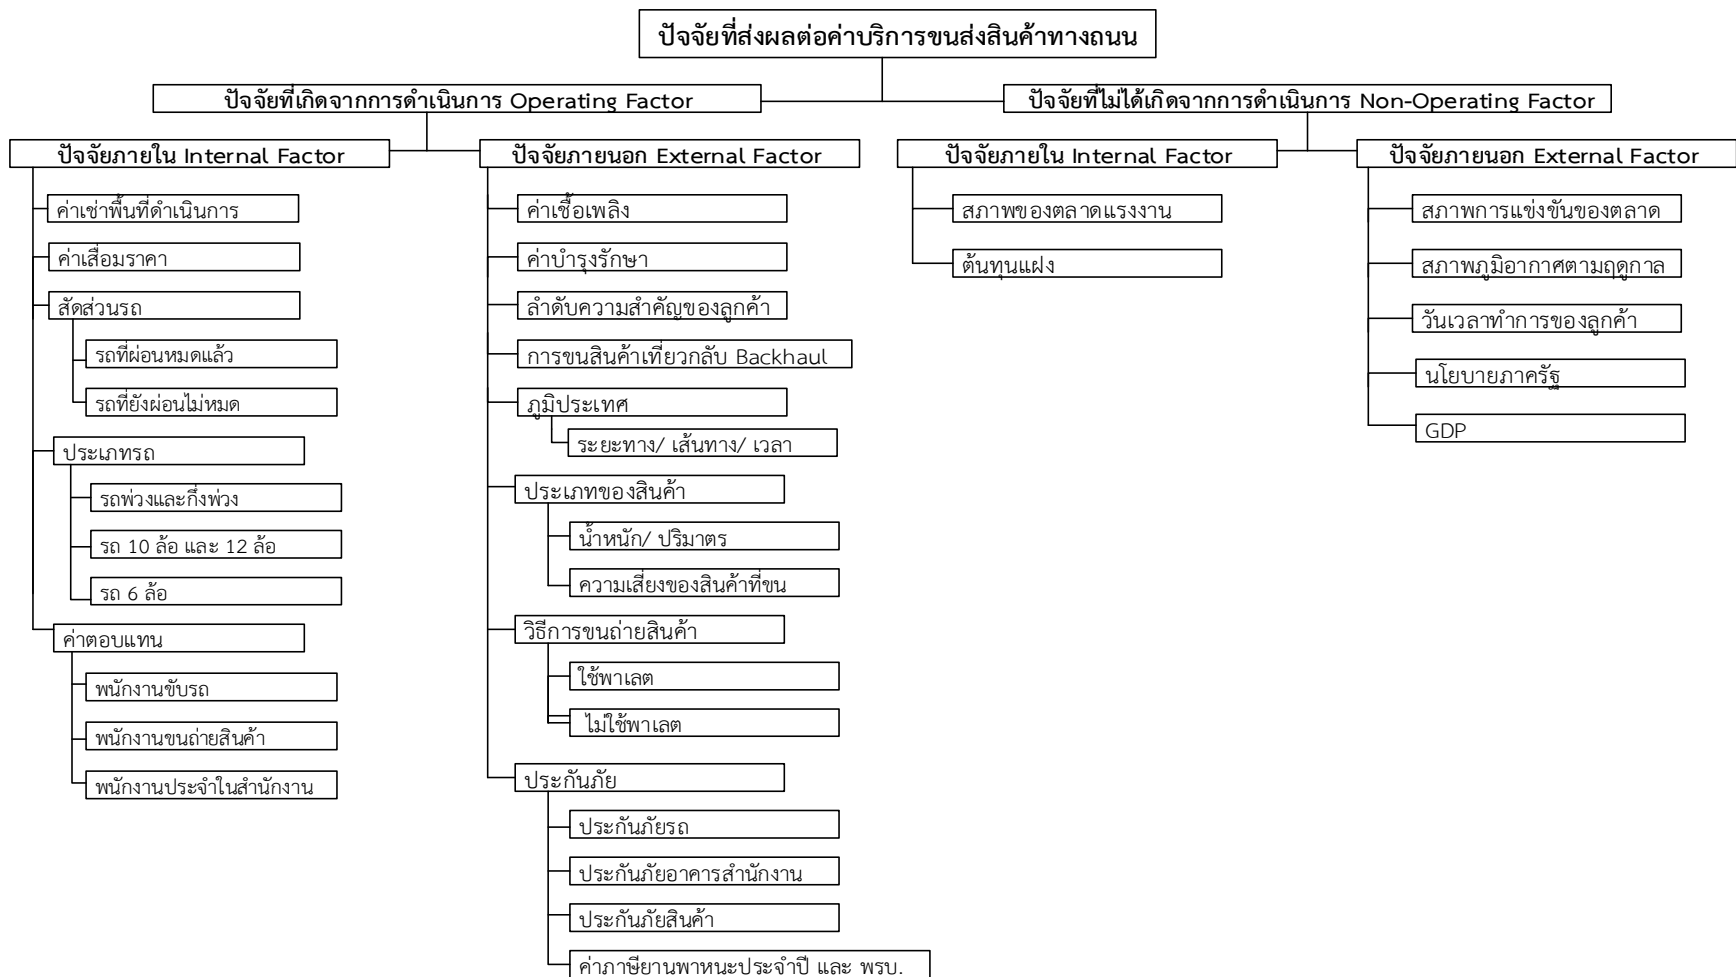 ปัจจัยที่ส่งผลต่อค่าบริการขนส่งสินค้าทางถนน
ปัจจัยที่เกิดจากการดำเนินการ Operating Factor
ปัจจัยที่ไม่ได้เกิดจากการดำเนินการ Non-Operating Factor
ปัจจัยภายใน Internal Factor
ปัจจัยภายนอก External Factor
ปัจจัยภายใน Internal Factor
ปัจจัยภายนอก External Factor
ค่าเช่าพื้นที่ดำเนินการ
ค่าเสื่อมราคา
สัดส่วนรถ
รถที่ผ่อนหมดแล้ว
รถที่ยังผ่อนไม่หมด
ประเภทรถ
รถพ่วงและกึ่งพ่วง
รถ 10 ล้อ และ 12 ล้อ
รถ 6 ล้อ
ค่าตอบแทน
พนักงานขับรถ
พนักงานขนถ่ายสินค้า
พนักงานประจำในสำนักงาน
ค่าเชื้อเพลิง
ค่าบำรุงรักษา
ลำดับความสำคัญของลูกค้า
การขนสินค้าเที่ยวกลับ Backhaul
ภูมิประเทศ
ระยะทาง/ เส้นทาง/ เวลา
ประเภทของสินค้า
น้ำหนัก/ ปริมาตร
ความเสี่ยงของสินค้าที่ขน
วิธีการขนถ่ายสินค้า
ใช้พาเลต
ไม่ใช้พาเลต
ประกันภัย
ประกันภัยรถ
ประกันภัยอาคารสำนักงาน
ประกันภัยสินค้า
ค่าภาษียานพาหนะประจำปี และ พรบ.
สภาพของตลาดแรงงาน
ต้นทุนแฝง
สภาพการแข่งขันของตลาด
สภาพภูมิอากาศตามฤดูกาล
วันเวลาทำการของลูกค้า
นโยบายภาครัฐ
GDP